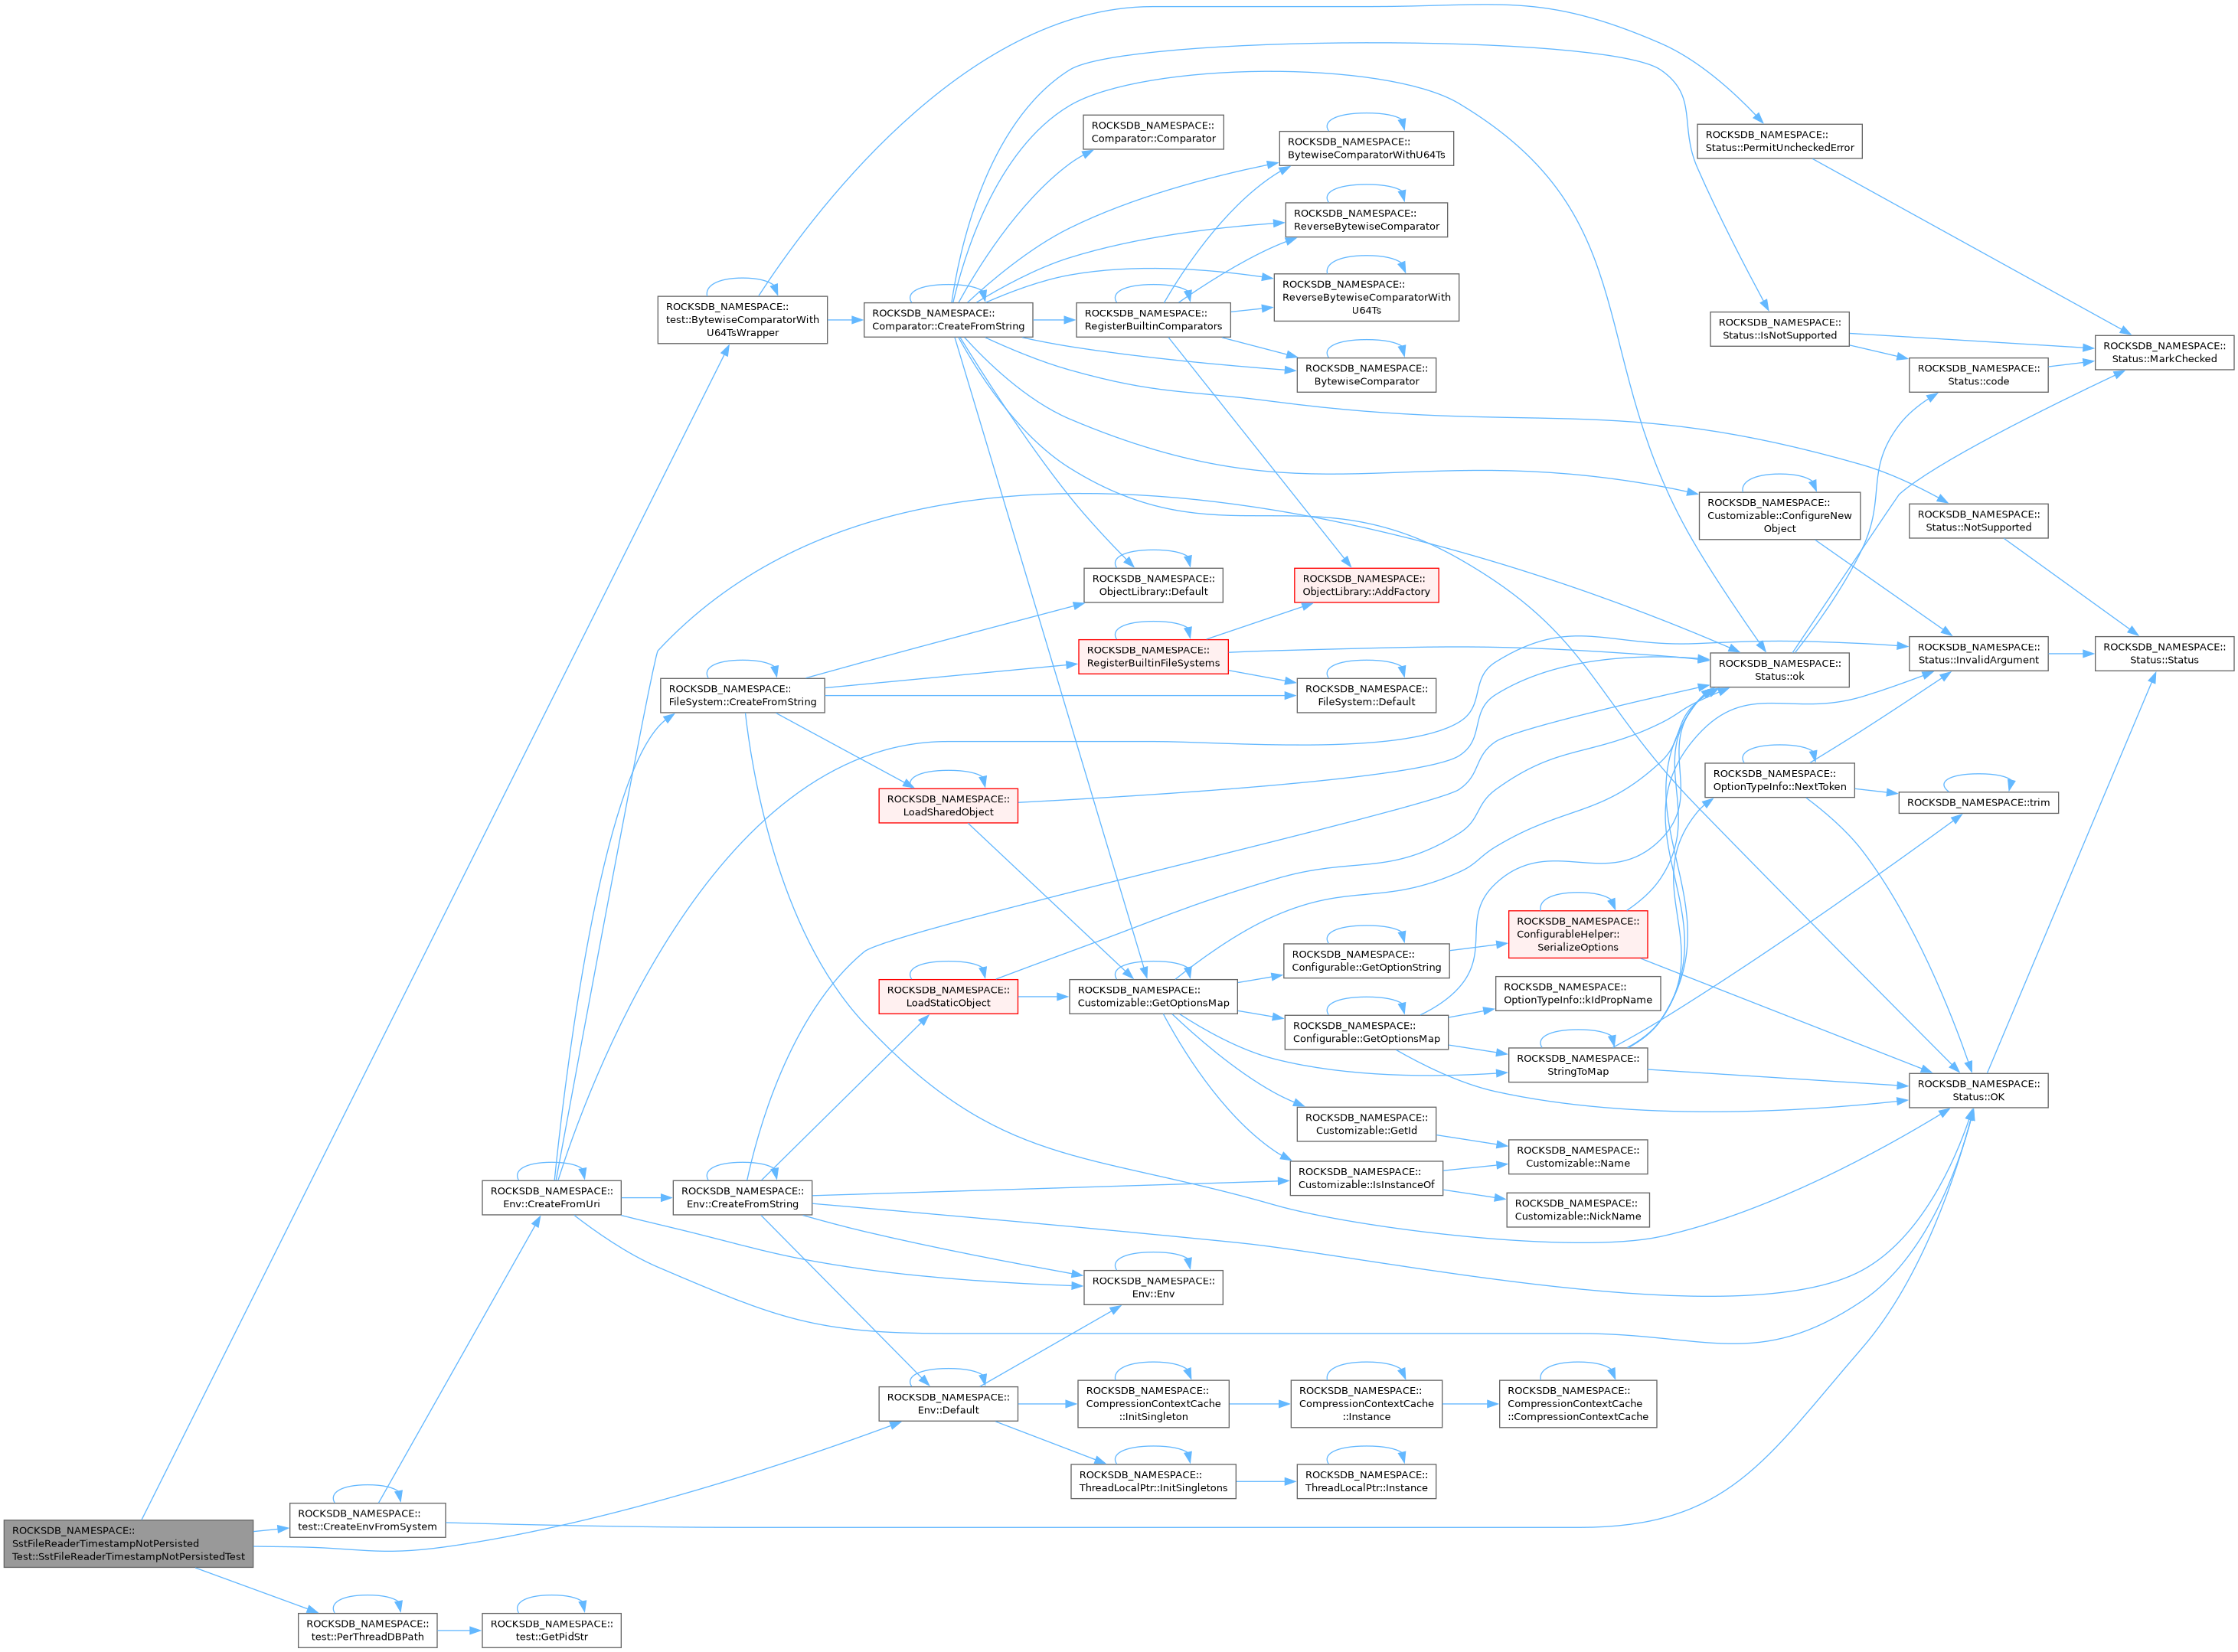 ROCKSDB_NAMESPACE::
SstFileReaderTimestampNotPersisted
Test::SstFileReaderTimestampNotPersistedTest
ROCKSDB_NAMESPACE::
test::CreateEnvFromSystem
ROCKSDB_NAMESPACE::
test::PerThreadDBPath
ROCKSDB_NAMESPACE::
Env::CreateFromUri
ROCKSDB_NAMESPACE::
test::GetPidStr
ROCKSDB_NAMESPACE::
test::BytewiseComparatorWith
U64TsWrapper
ROCKSDB_NAMESPACE::
FileSystem::CreateFromString
ROCKSDB_NAMESPACE::
Env::CreateFromString
ROCKSDB_NAMESPACE::
Comparator::CreateFromString
ROCKSDB_NAMESPACE::
LoadSharedObject
ROCKSDB_NAMESPACE::
LoadStaticObject
ROCKSDB_NAMESPACE::
Env::Default
ROCKSDB_NAMESPACE::
Comparator::Comparator
ROCKSDB_NAMESPACE::
RegisterBuiltinComparators
ROCKSDB_NAMESPACE::
ObjectLibrary::Default
ROCKSDB_NAMESPACE::
RegisterBuiltinFileSystems
ROCKSDB_NAMESPACE::
Customizable::GetOptionsMap
ROCKSDB_NAMESPACE::
Env::Env
ROCKSDB_NAMESPACE::
CompressionContextCache
::InitSingleton
ROCKSDB_NAMESPACE::
ThreadLocalPtr::InitSingletons
ROCKSDB_NAMESPACE::
BytewiseComparatorWithU64Ts
ROCKSDB_NAMESPACE::
ReverseBytewiseComparator
ROCKSDB_NAMESPACE::
ReverseBytewiseComparatorWith
U64Ts
ROCKSDB_NAMESPACE::
BytewiseComparator
ROCKSDB_NAMESPACE::
ObjectLibrary::AddFactory
ROCKSDB_NAMESPACE::
FileSystem::Default
ROCKSDB_NAMESPACE::
Configurable::GetOptionString
ROCKSDB_NAMESPACE::
Configurable::GetOptionsMap
ROCKSDB_NAMESPACE::
Customizable::GetId
ROCKSDB_NAMESPACE::
Customizable::IsInstanceOf
ROCKSDB_NAMESPACE::
CompressionContextCache
::Instance
ROCKSDB_NAMESPACE::
ThreadLocalPtr::Instance
ROCKSDB_NAMESPACE::
ConfigurableHelper::
SerializeOptions
ROCKSDB_NAMESPACE::
OptionTypeInfo::kIdPropName
ROCKSDB_NAMESPACE::
StringToMap
ROCKSDB_NAMESPACE::
Customizable::Name
ROCKSDB_NAMESPACE::
Customizable::NickName
ROCKSDB_NAMESPACE::
CompressionContextCache
::CompressionContextCache
ROCKSDB_NAMESPACE::
Status::PermitUncheckedError
ROCKSDB_NAMESPACE::
Status::IsNotSupported
ROCKSDB_NAMESPACE::
Customizable::ConfigureNew
Object
ROCKSDB_NAMESPACE::
Status::ok
ROCKSDB_NAMESPACE::
OptionTypeInfo::NextToken
ROCKSDB_NAMESPACE::
Status::code
ROCKSDB_NAMESPACE::
Status::NotSupported
ROCKSDB_NAMESPACE::
Status::InvalidArgument
ROCKSDB_NAMESPACE::trim
ROCKSDB_NAMESPACE::
Status::OK
ROCKSDB_NAMESPACE::
Status::MarkChecked
ROCKSDB_NAMESPACE::
Status::Status